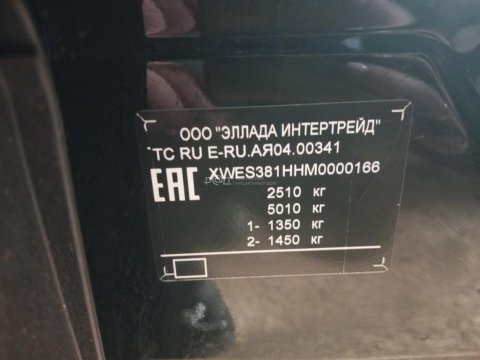 ООО "ЭЛЛАДА ИНТЕРТРЕЙД"
ТС RU E-RU.АЯ04.00341
EAC
XWES381HHM0000166
2510 кг
5010 кг
1- 1350 кг
2- 1450 кг